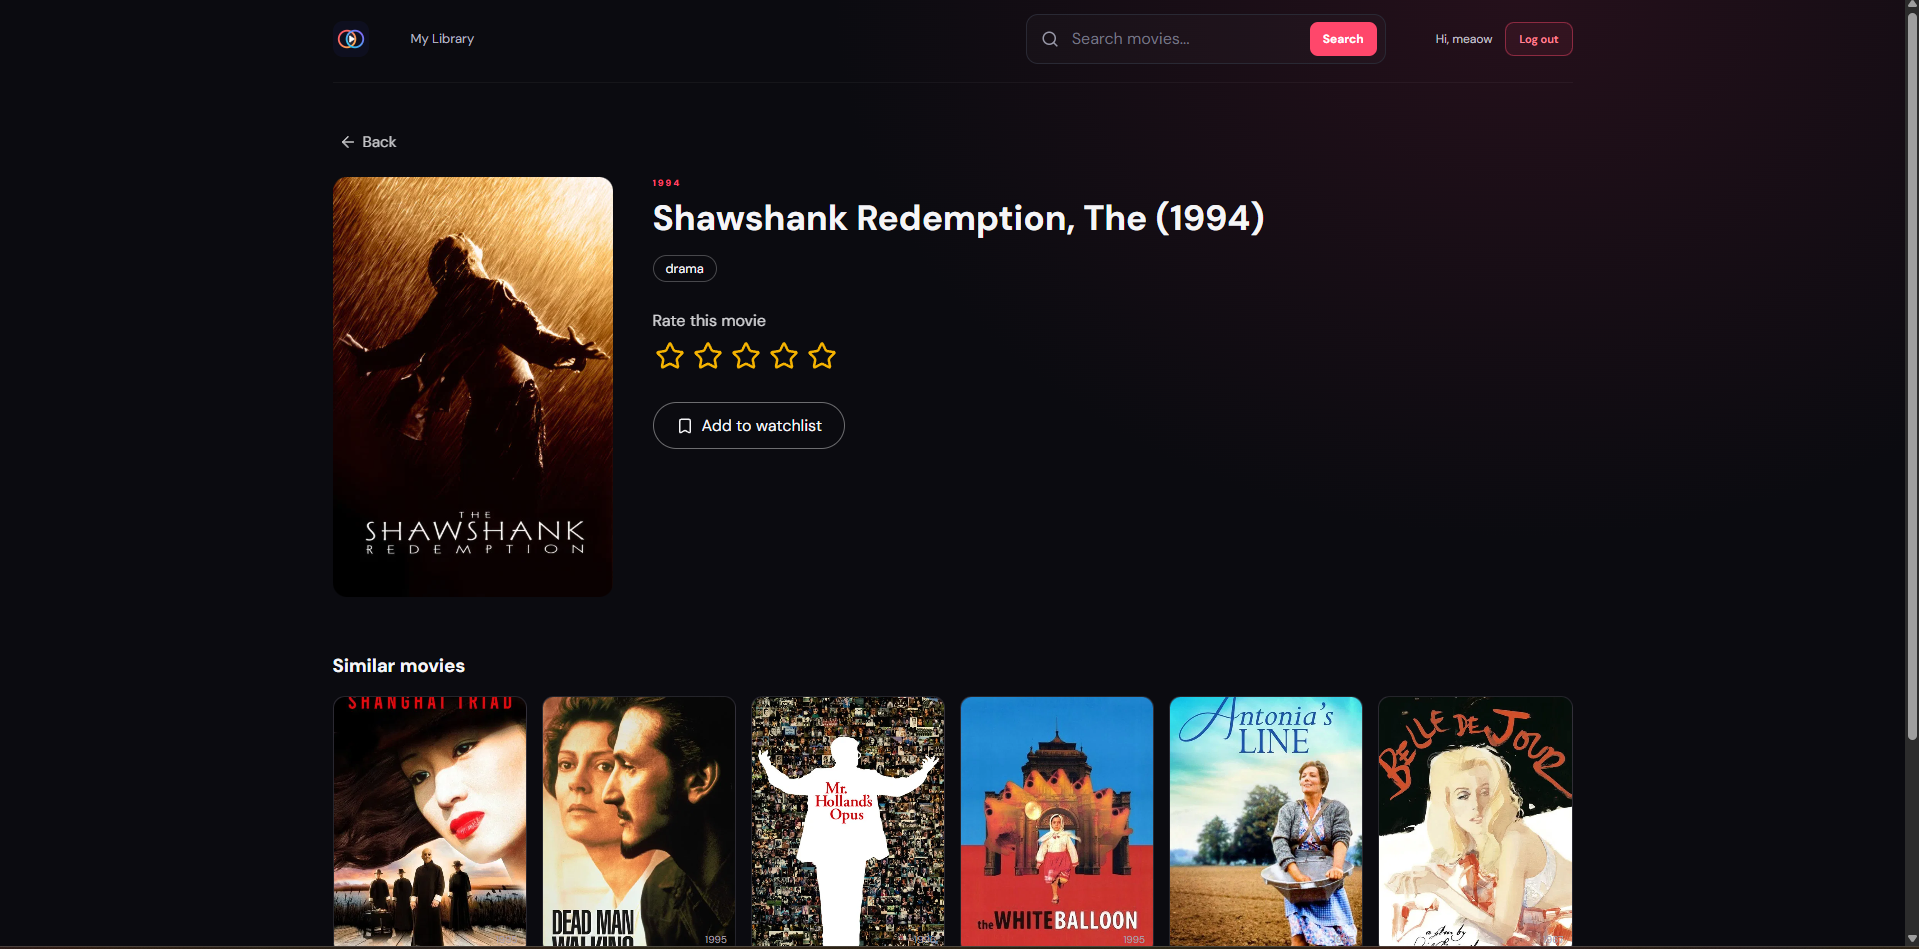 My Library
Search movies...
Search
Hi, meaow
Log out
Back
1994
Shawshank Redemption, The (1994)
drama
Rate this movie
Add to watchlist
THE
SHAWSHANK
REDEMPTION
Similar movies
SHANGHAI TRIAD
DEAD MAN
WALKING
1995
Mr.
Holland's
Opus
the WHITE BALLOON
1995
Antonia's
LINE
BELLE DE JOUR